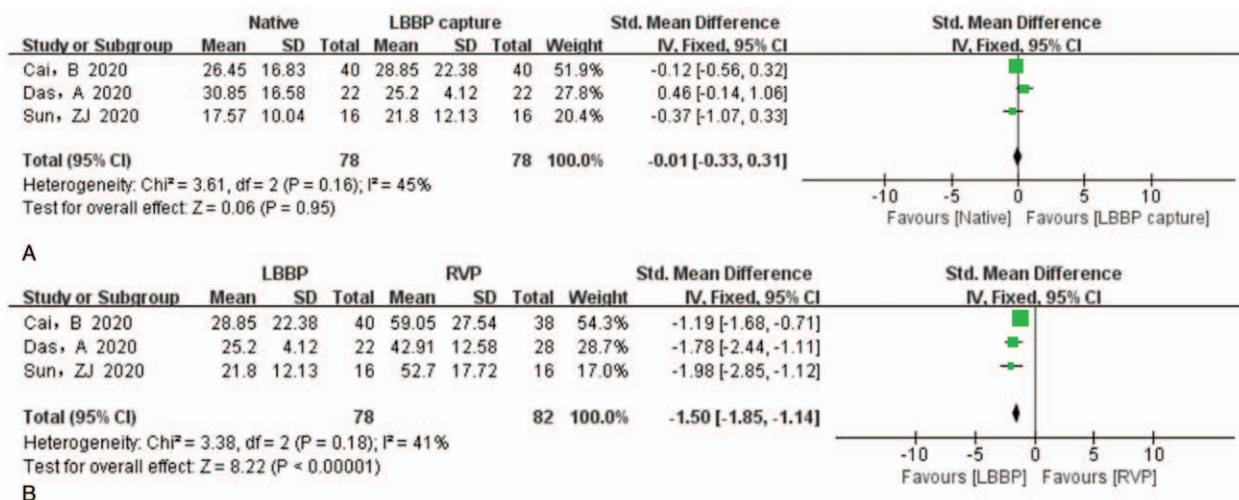 Native LBBP capture Std. Mean Difference Std. Mean Difference
Study or Subgroup Mean SD Total Mean SD Total Weight IV, Fixed, 95% CI IV, Fixed, 95% CI
Cai, B 2020 26.45 16.83 40 28.85 22.38 40 51.9% -0.12 [-0.56, 0.32]
Das, A 2020 30.85 16.58 22 25.2 4.12 22 27.8% 0.46 [-0.14, 1.06]
Sun, ZJ 2020 17.57 10.04 16 21.8 12.13 16 20.4% -0.37 [-1.07, 0.33]
Total (95% CI) 78 78 100.0% -0.01 [-0.33, 0.31]
Heterogeneity: Chi² = 3.61, df = 2 (P = 0.16); I² = 45%
Test for overall effect: Z = 0.06 (P = 0.95)
-10 -5 0 5 10
Favours [Native] Favours [LBBP capture]
A
LBBP RVP Std. Mean Difference Std. Mean Difference
Study or Subgroup Mean SD Total Mean SD Total Weight IV, Fixed, 95% CI IV, Fixed, 95% CI
Cai, B 2020 28.85 22.38 40 59.05 27.54 38 54.3% -1.19 [-1.68, -0.71]
Das, A 2020 25.2 4.12 22 42.91 12.58 28 28.7% -1.78 [-2.44, -1.11]
Sun, ZJ 2020 21.8 12.13 16 52.7 17.72 16 17.0% -1.98 [-2.85, -1.12]
Total (95% CI) 78 82 100.0% -1.50 [-1.85, -1.14]
Heterogeneity: Chi² = 3.38, df = 2 (P = 0.18); I² = 41%
Test for overall effect: Z = 8.22 (P < 0.00001)
-10 -5 0 5 10
Favours [LBBP] Favours [RVP]
B